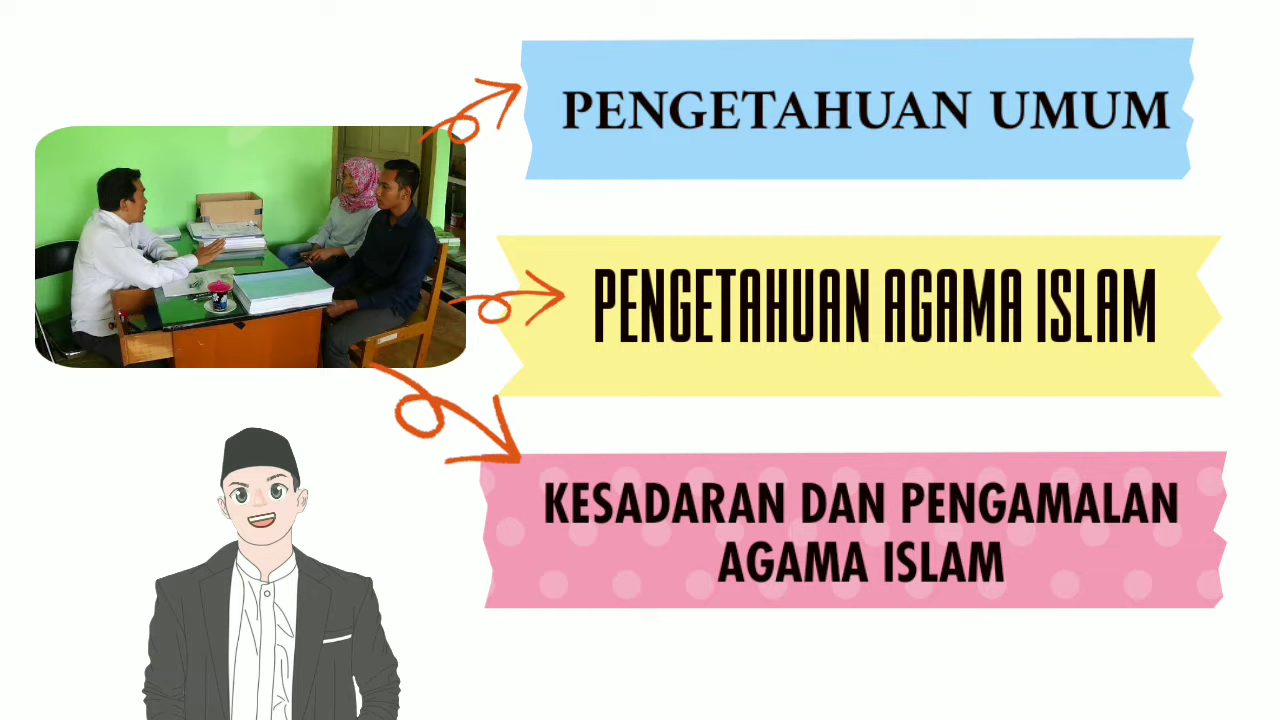 PENGETAHUAN UMUM
PENGETAHUAN AGAMA ISLAM
KESADARAN DAN PENGAMALAN
AGAMA ISLAM